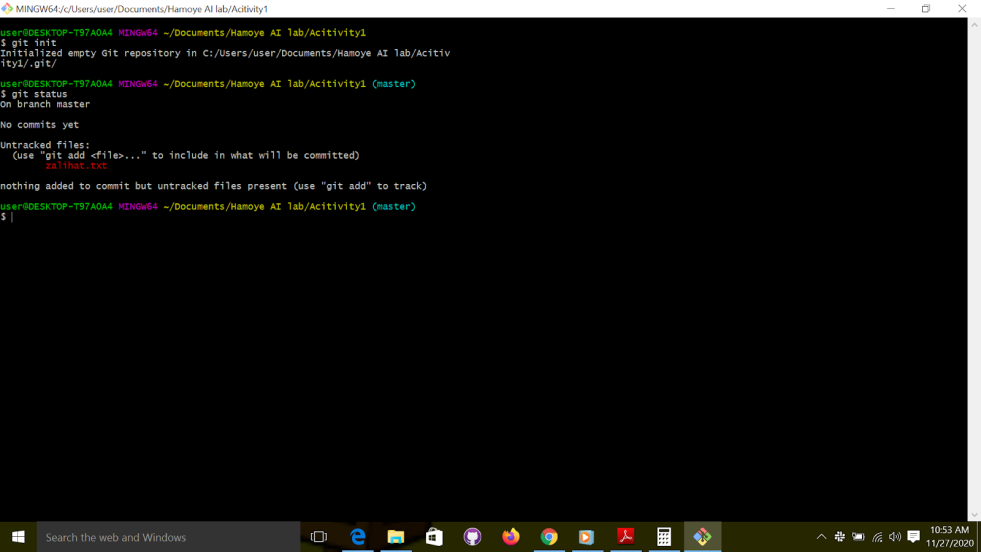 MINGW64:/c/Users/user/Documents/Hamoye AI lab/Acitivity1
user@DESKTOP-T97A0A4 MINGW64 ~/Documents/Hamoye AI lab/Acitivity1
$ git init
Initialized empty Git repository in C:/Users/user/Documents/Hamoye AI lab/Acitiv
ity1/.git/
user@DESKTOP-T97A0A4 MINGW64 ~/Documents/Hamoye AI lab/Acitivity1 (master)
$ git status
On branch master
No commits yet
Untracked files:
(use "git add <file>..." to include in what will be committed)
zalihat.txt
nothing added to commit but untracked files present (use "git add" to track)
user@DESKTOP-T97A0A4 MINGW64 ~/Documents/Hamoye AI lab/Acitivity1 (master)
$
Search the web and Windows
10:53 AM
11/27/2020